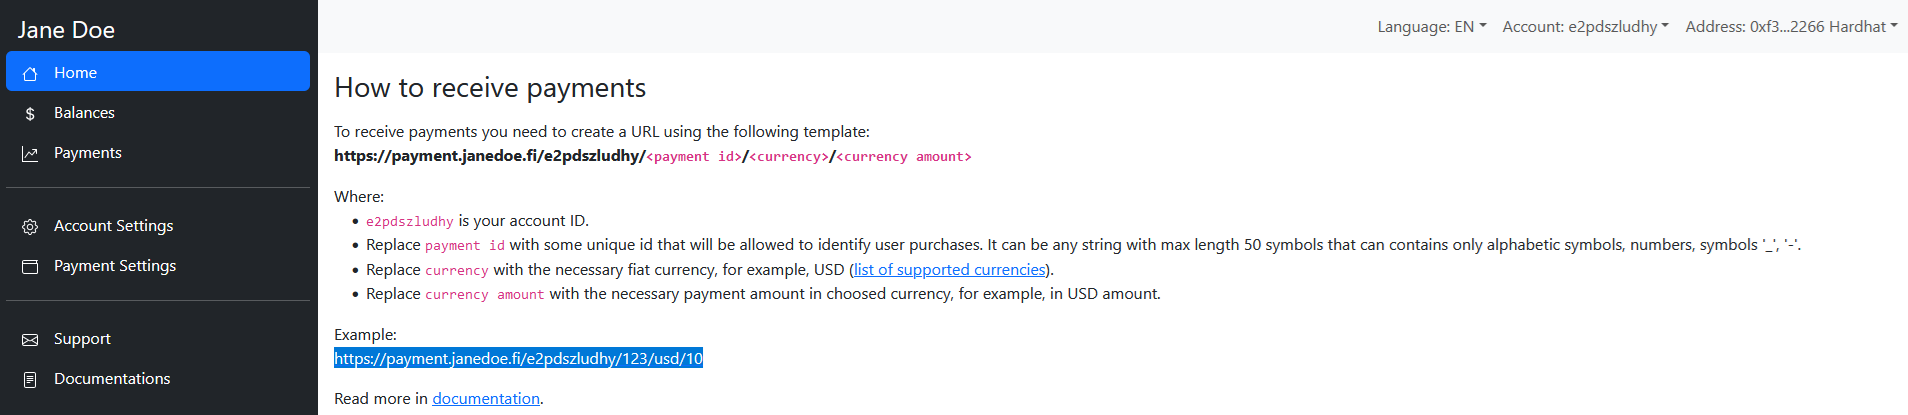 Jane Doe
Home
Balances
Payments
Account Settings
Payment Settings
Support
Documentations
Language: EN
Account: e2pdszludhy
Address: 0xf3...2266 Hardhat
How to receive payments
To receive payments you need to create a URL using the following template:
https://payment.janedoe.fi/e2pdszludhy/<payment id>/<currency>/<currency amount>
Where:
• e2pdszludhy is your account ID.
• Replace payment id with some unique id that will be allowed to identify user purchases. It can be any string with max length 50 symbols that can contains only alphabetic symbols, numbers, symbols '_', '-'.
• Replace currency with the necessary fiat currency, for example, USD (list of supported currencies).
• Replace currency amount with the necessary payment amount in choosed currency, for example, in USD amount.
Example:
https://payment.janedoe.fi/e2pdszludhy/123/usd/10
Read more in documentation.